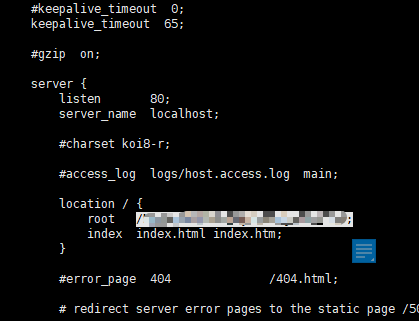 #keepalive_timeout  0;
keepalive_timeout  65;
#gzip  on;
server {
listen       80;
server_name  localhost;
#charset koi8-r;
#access_log  logs/host.access.log  main;
location / {
root   /
index  index.html index.htm;
}
#error_page  404              /404.html;
# redirect server error pages to the static page